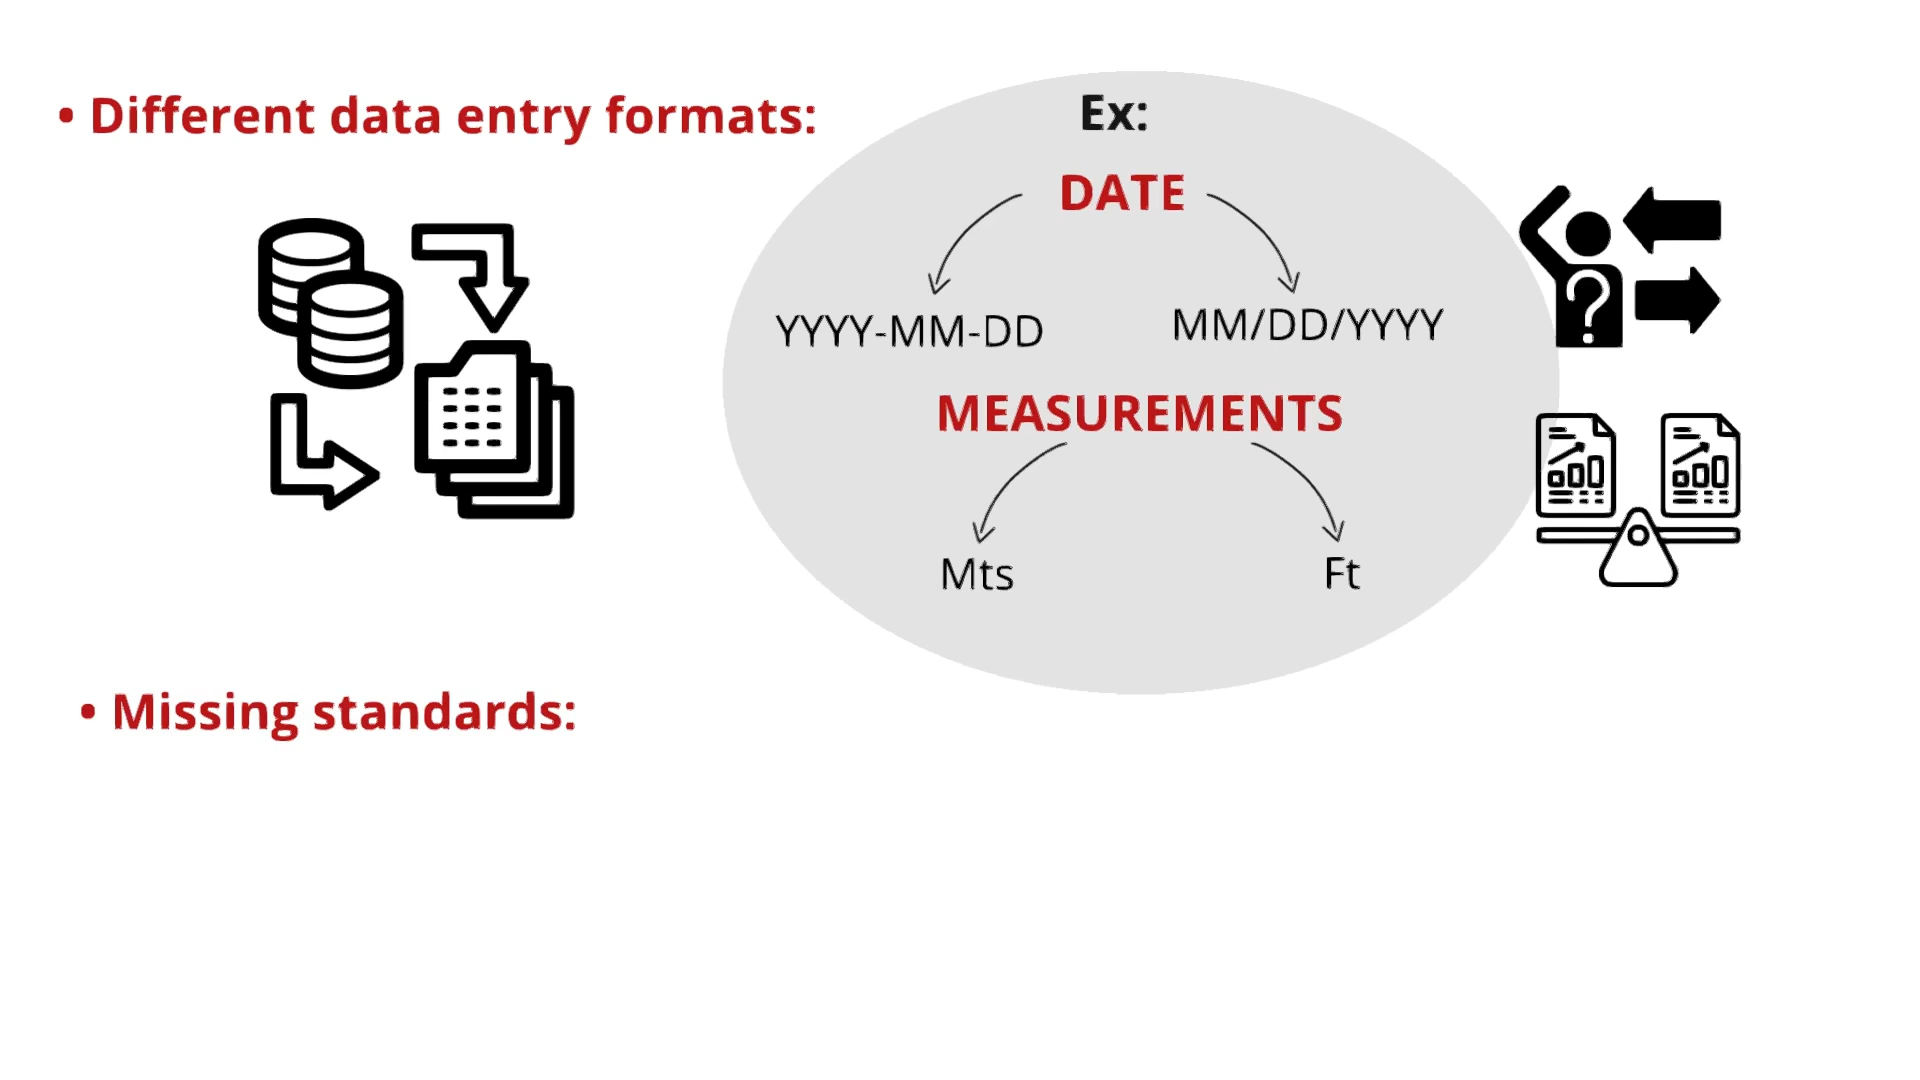 • Different data entry formats:
Ex:
DATE
YYYY-MM-DD
MM/DD/YYYY
MEASUREMENTS
Mts
Ft
?
• Missing standards: